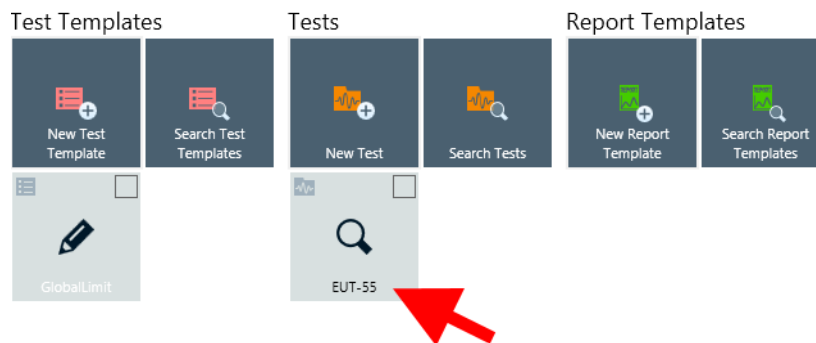 Test Templates
Tests
Report Templates
New Test
Template
Search Test
Templates
New Test
Search Tests
New Report
Template
Search Report
Templates
GlobalLimit
EUT-55